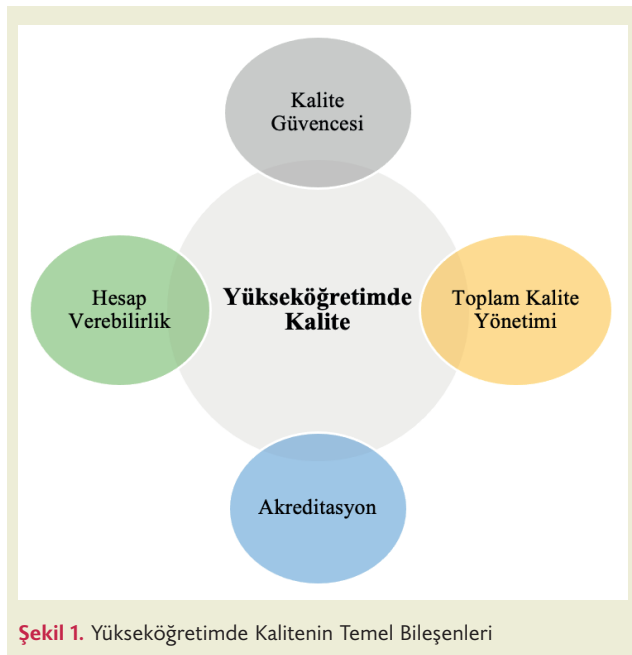 Kalite
Güvencesi
Hesap
Verebilirlik
Yükseköğretimde
Kalite
Toplam Kalite
Yönetimi
Akreditasyon
Şekil 1. Yükseköğretimde Kalitenin Temel Bileşenleri